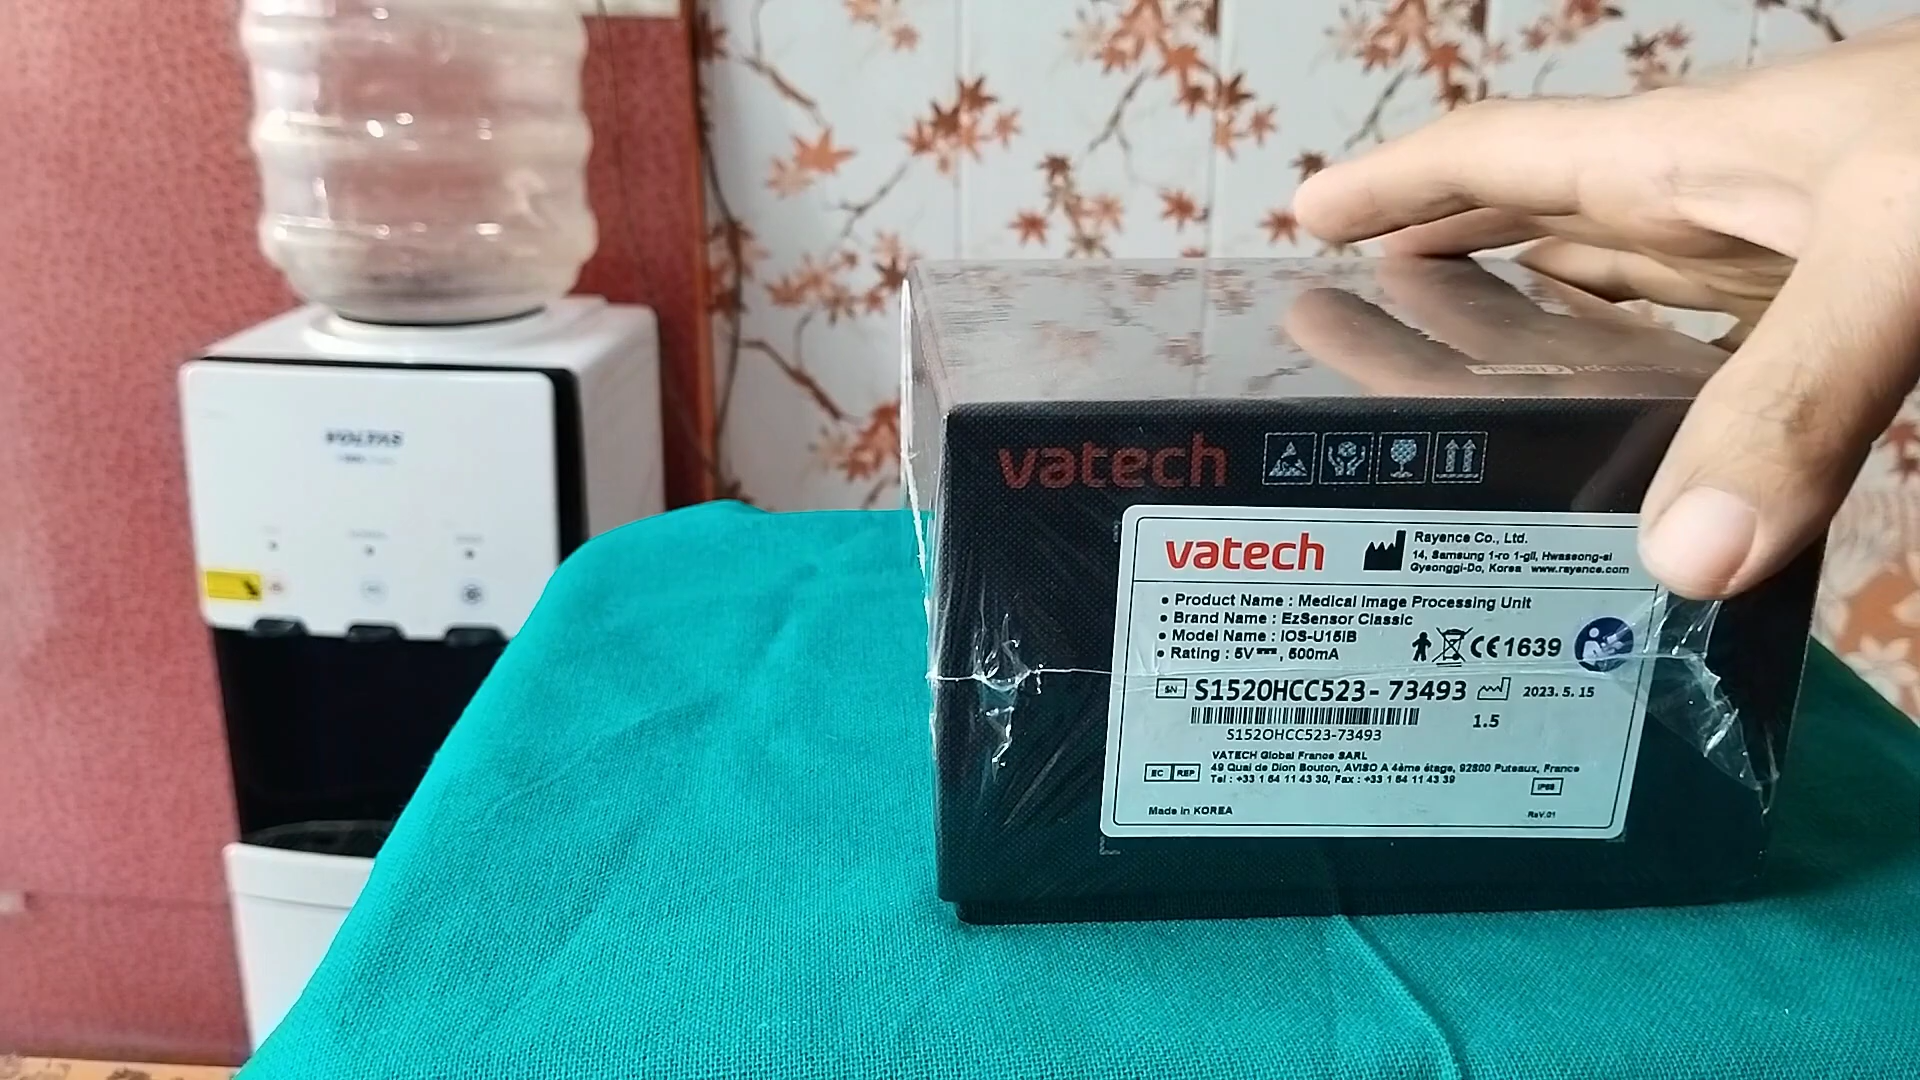 VOLTAS
vatech
vatech
Rayence Co., Ltd.
14, Samsung 1-ro 1-gil, Hwaseong-si
Gyeonggi-Do, Korea www.rayence.com
• Product Name : Medical Image Processing Unit
• Brand Name : EzSensor Classic
• Model Name : IOS-U15IB
• Rating : 5V⎓, 500mA
CE1639
SN S152OHCC523- 73493
2023. 5. 15
S152OHCC523-73493
1.5
VATECH Global France SARL
EC REP
49 Quai de Dion Bouton, AVISO A 4ème étage, 92800 Puteaux, France
Tel : +33 1 64 11 43 30, Fax : +33 1 64 11 43 39
IP68
Made in KOREA
Rev.01